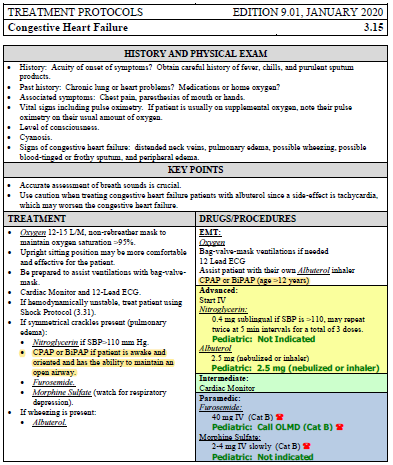 TREATMENT PROTOCOLS EDITION 9.01, JANUARY 2020
Congestive Heart Failure 3.15
HISTORY AND PHYSICAL EXAM
• History: Acuity of onset of symptoms? Obtain careful history of fever, chills, and purulent sputum
products.
• Past history: Chronic lung or heart problems? Medications or home oxygen?
• Associated symptoms: Chest pain, paresthesias of mouth or hands.
• Vital signs including pulse oximetry. If patient is usually on supplemental oxygen, note their pulse
oximetry on their usual amount of oxygen.
• Level of consciousness.
• Cyanosis.
• Signs of congestive heart failure: distended neck veins, pulmonary edema, possible wheezing, possible
blood-tinged or frothy sputum, and peripheral edema.
KEY POINTS
• Accurate assessment of breath sounds is crucial.
• Use caution when treating congestive heart failure patients with albuterol since a side-effect is tachycardia,
which may worsen the congestive heart failure.
TREATMENT
• Oxygen 12-15 L/M, non-rebreather mask to
maintain oxygen saturation >95%.
• Upright sitting position may be more comfortable
and effective for the patient.
• Be prepared to assist ventilations with bag-valve-
mask.
• Cardiac Monitor and 12-Lead ECG.
• If hemodynamically unstable, treat patient using
Shock Protocol (3.31).
• If symmetrical crackles present (pulmonary
edema):
• Nitroglycerin if SBP>110 mm Hg.
• CPAP or BiPAP if patient is awake and
oriented and has the ability to maintain an
open airway.
• Furosemide.
• Morphine Sulfate (watch for respiratory
depression).
• If wheezing is present:
• Albuterol.
DRUGS/PROCEDURES
EMT:
Oxygen
Bag-valve-mask ventilations if needed
12 Lead ECG
Assist patient with their own Albuterol inhaler
CPAP or BiPAP (age >12 years)
Advanced:
Start IV
Nitroglycerin:
0.4 mg sublingual if SBP is >110, may repeat
twice at 5 min intervals for a total of 3 doses.
Pediatric: Not Indicated
Albuterol
2.5 mg (nebulized or inhaler)
Pediatric: 2.5 mg (nebulized or inhaler)
Intermediate:
Cardiac Monitor
Paramedic:
Furosemide:
40 mg IV (Cat B) ☎
Pediatric: Call OLMD (Cat B) ☎
Morphine Sulfate:
2-4 mg IV slowly (Cat B) ☎
Pediatric: Not indicated